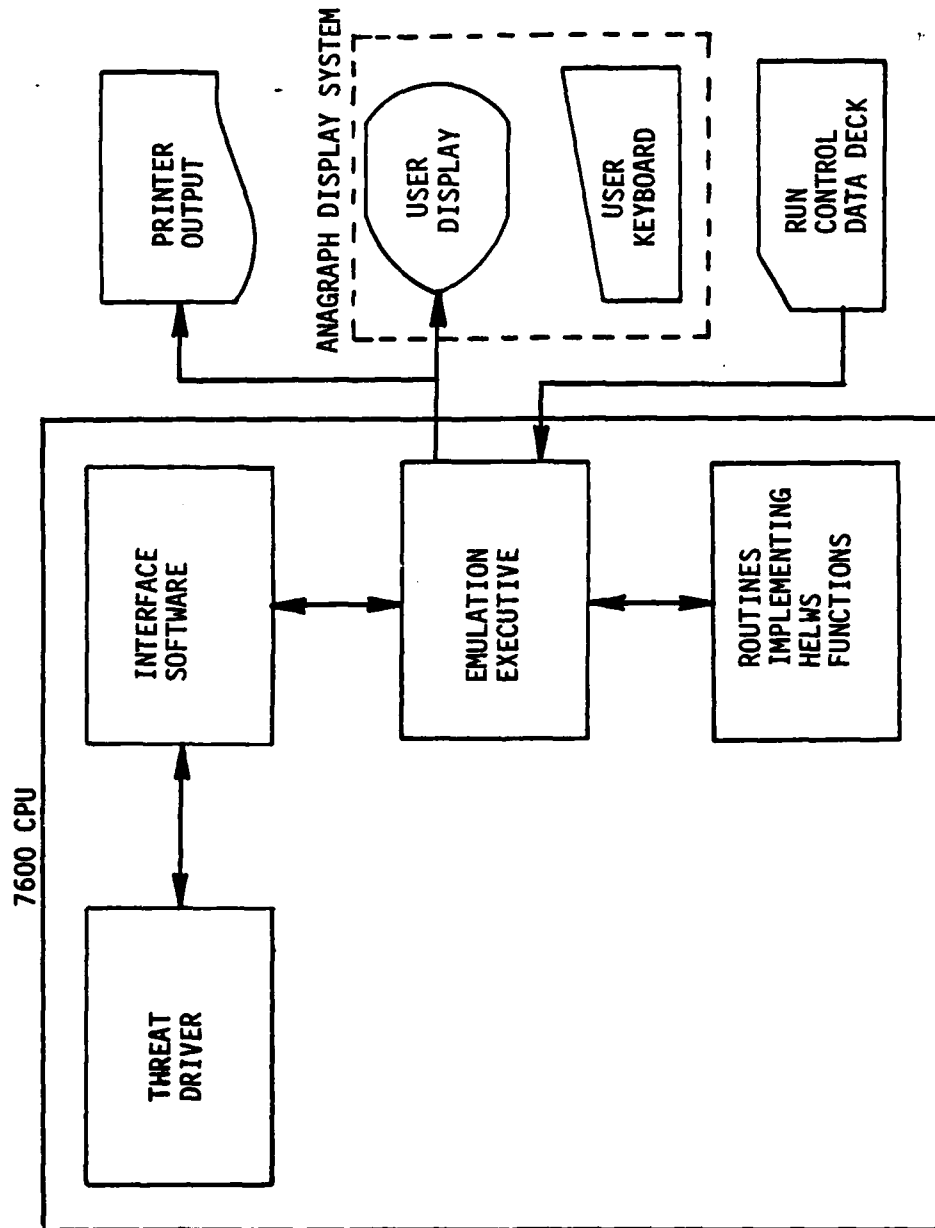 7600 CPU
THREAT
DRIVER
INTERFACE
SOFTWARE
EMULATION
EXECUTIVE
ROUTINES
IMPLEMENTING
HELWS
FUNCTIONS
PRINTER
OUTPUT
ANAGRAPH DISPLAY SYSTEM
USER
DISPLAY
USER
KEYBOARD
RUN
CONTROL
DATA DECK